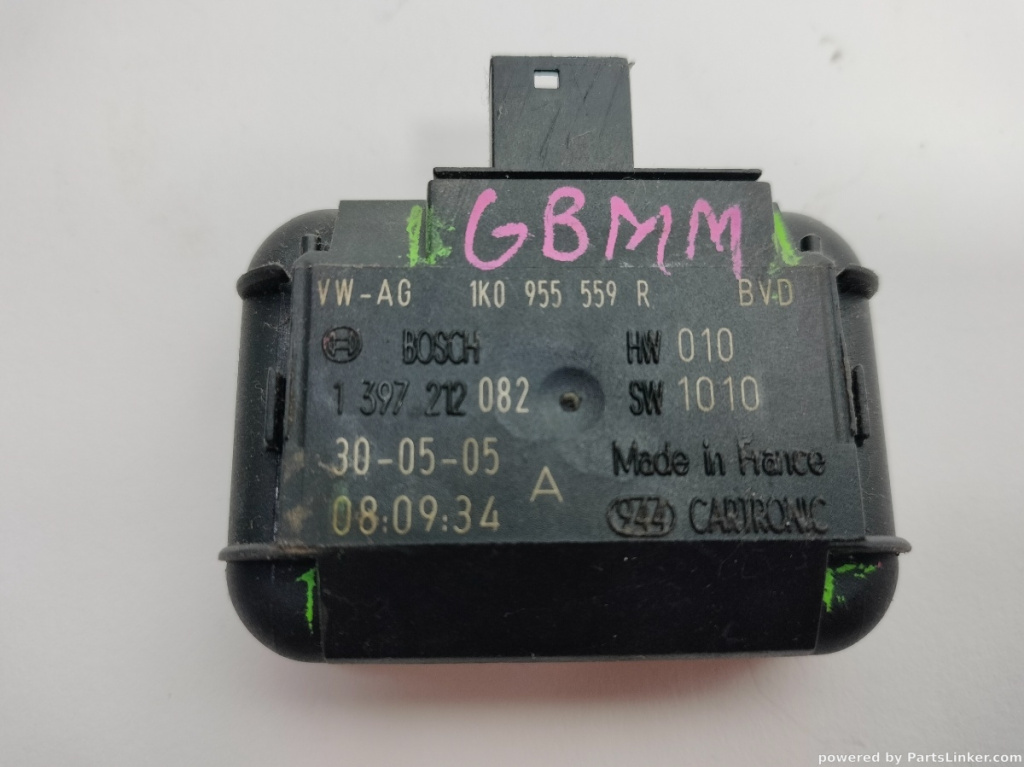 GBMM
VW-AG 1K0 955 559 R BVD
BOSCH HW 010
1 397 212 082 SW 1010
30-05-05 Made in France
08:09:34 A 944 CARTRONIC
powered by PartsLinker.com